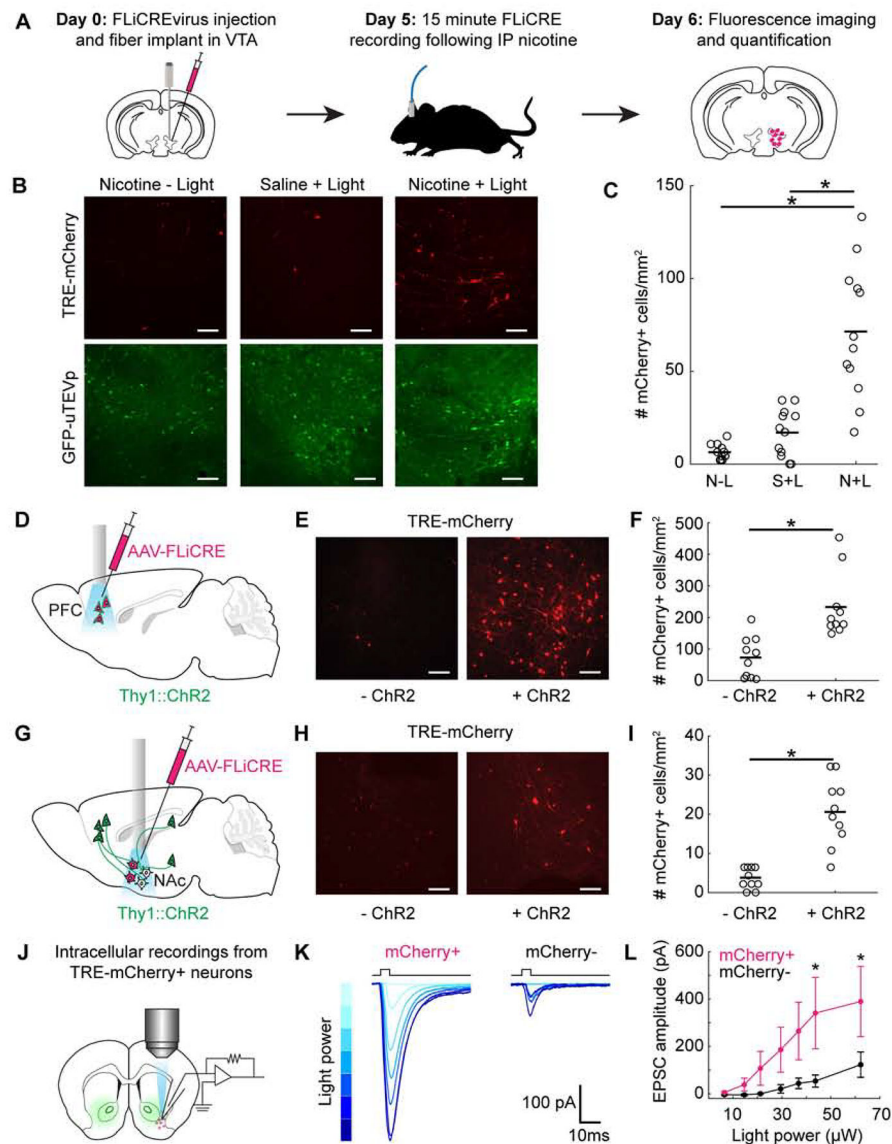 A
Day 0: FLiCREvirus injection
and fiber implant in VTA
Day 5: 15 minute FLiCRE
recording following IP nicotine
Day 6: Fluorescence imaging
and quantification
B
Nicotine - Light
Saline + Light
Nicotine + Light
TRE-mCherry
GFP-uTEVp
C
# mCherry+ cells/mm²
150
100
50
0
*
*
N-L
S+L
N+L
D
AAV-FLiCRE
PFC
Thy1::ChR2
E
TRE-mCherry
- ChR2
+ ChR2
F
# mCherry+ cells/mm²
500
400
300
200
100
0
*
- ChR2
+ ChR2
G
AAV-FLiCRE
NAc
Thy1::ChR2
H
TRE-mCherry
- ChR2
+ ChR2
I
# mCherry+ cells/mm²
40
30
20
10
0
*
- ChR2
+ ChR2
J
Intracellular recordings from
TRE-mCherry+ neurons
K
mCherry+
mCherry-
Light power
100 pA
10ms
L
mCherry+
mCherry-
EPSC amplitude (pA)
600
400
200
0
*
*
10
30
50
70
Light power (µW)